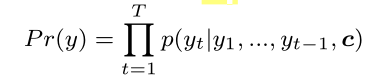 Pr(y) = ∏_{t=1}^{T} p(y_t|y_1, ..., y_{t−1}, c)